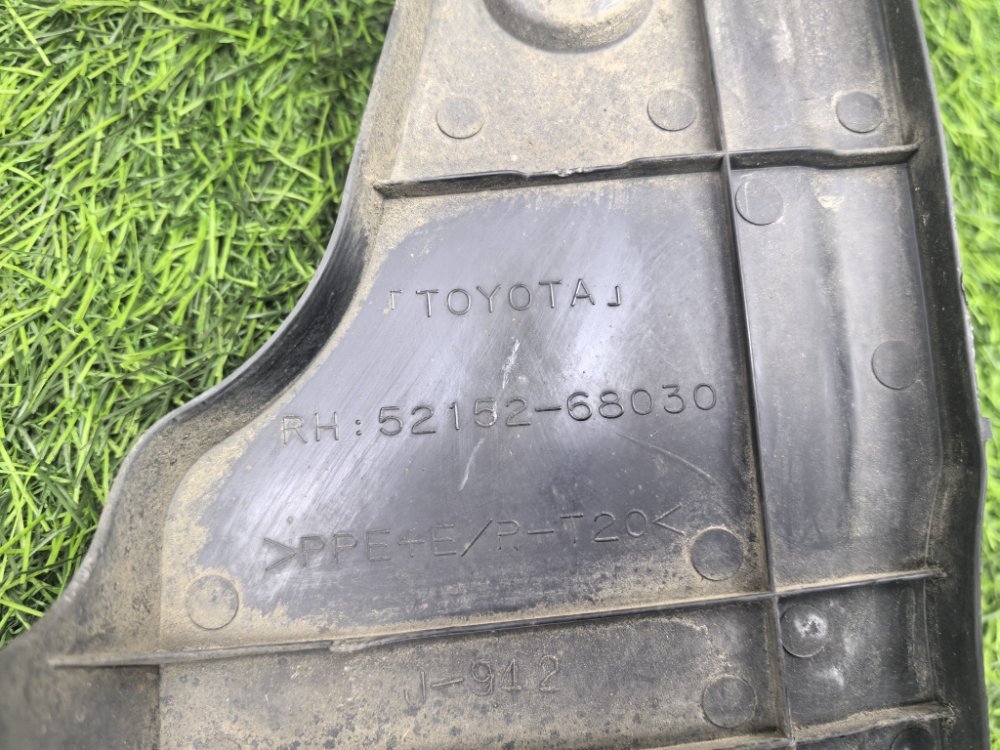 「TOYOTA」
RH:52152-68030
>PPE+E/P-T20<
J-912